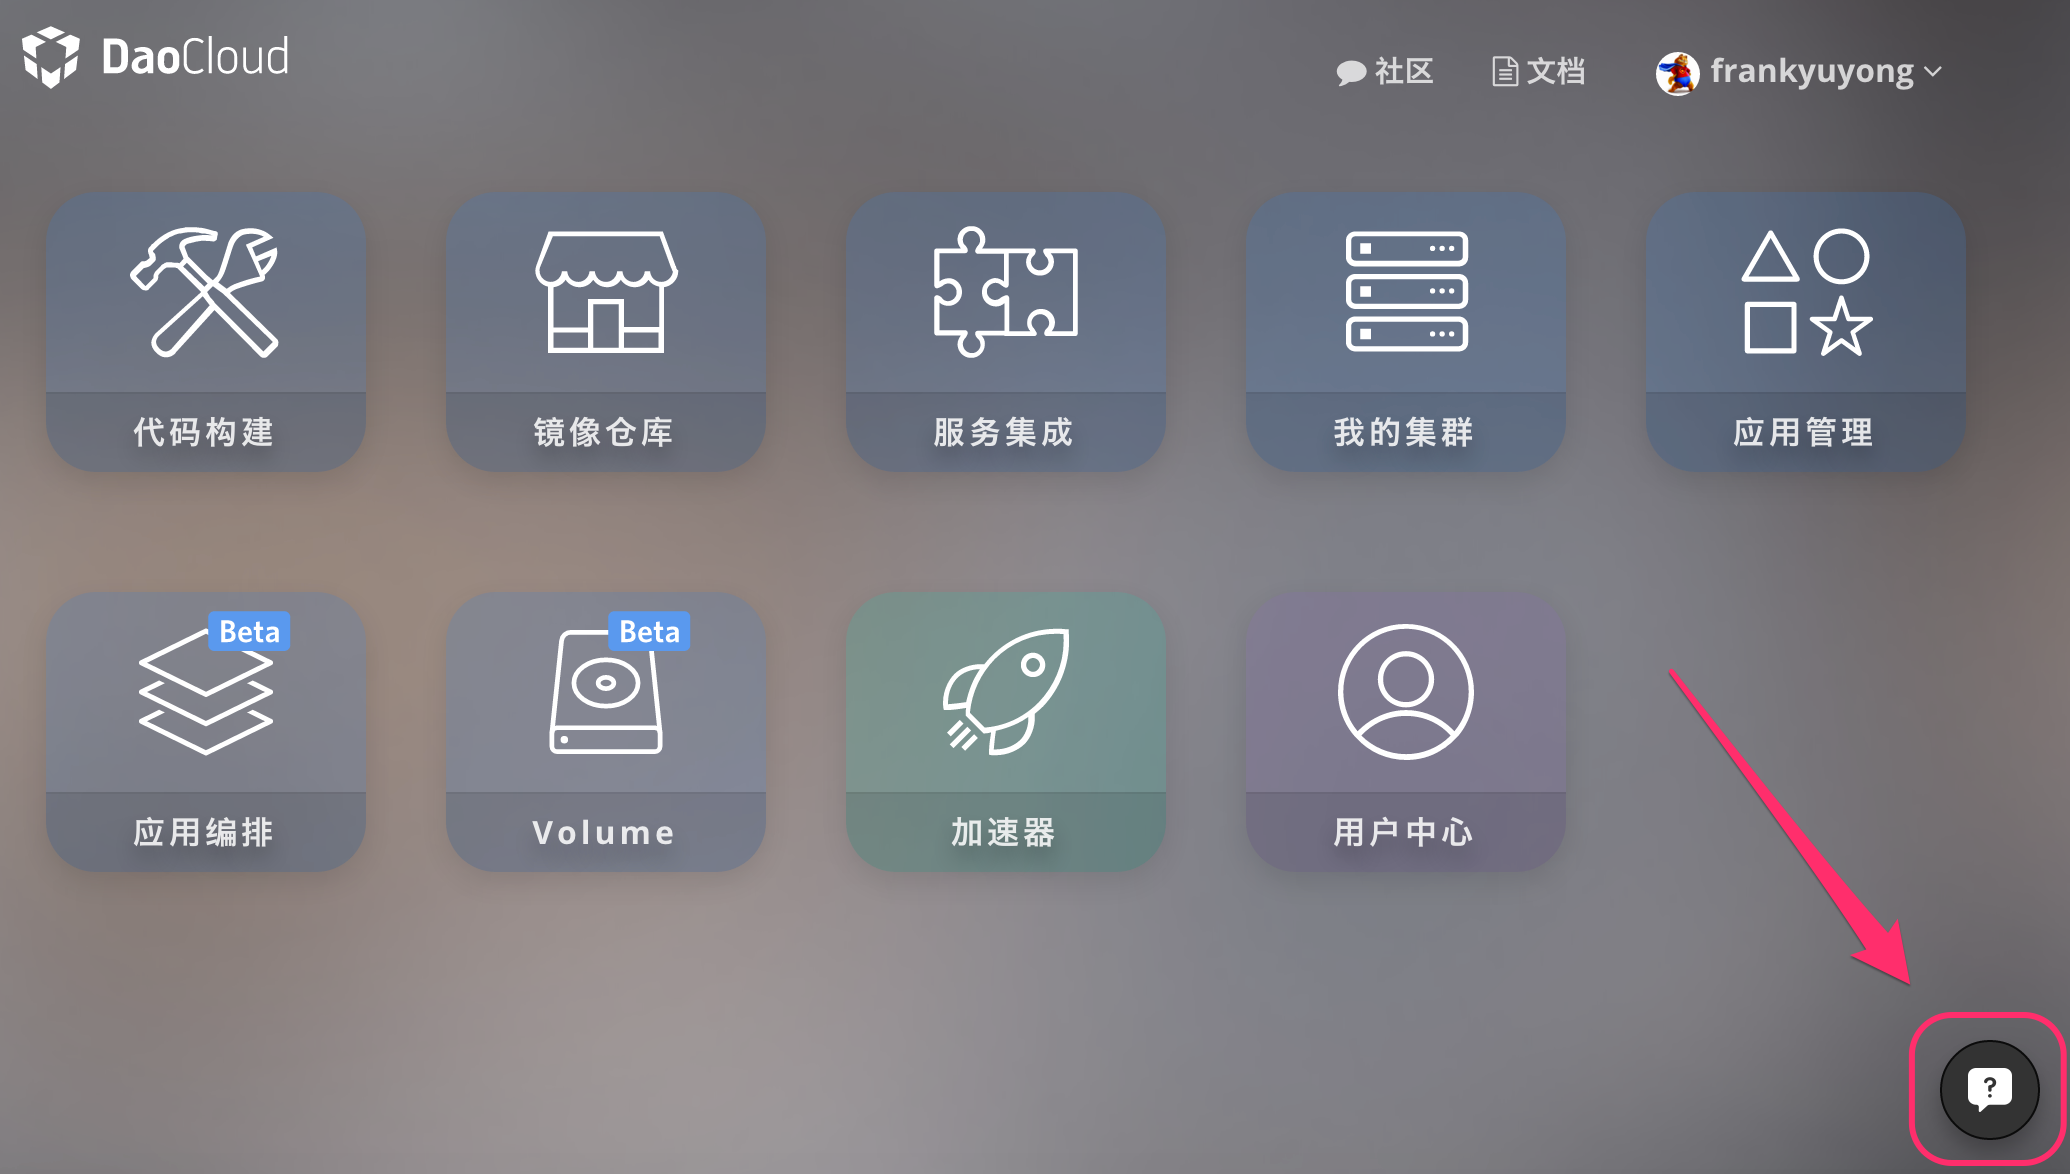 DaoCloud
社区
文档
frankyuyong
代码构建
镜像仓库
服务集成
我的集群
应用管理
Beta
应用编排
Beta
Volume
加速器
用户中心
?